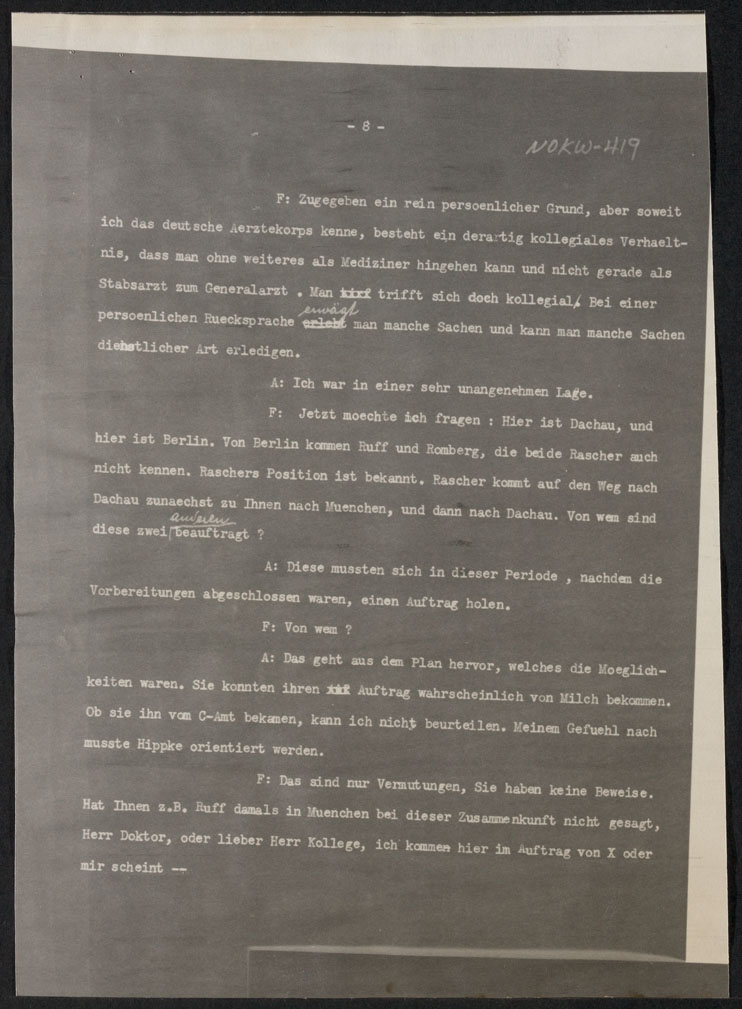 - 8 -
NOKW-419
F: Zugegeben ein rein persoenlicher Grund, aber soweit
ich das deutsche Aerztekorps kenne, besteht ein derartig kollegiales Verhaelt-
nis, dass man ohne weiteres als Mediziner hingehen kann und nicht gerade als
Stabsarzt zum Generalarzt . Man trifft sich doch kollegial. Bei einer
erwägt
persoenlichen Ruecksprache erlebt man manche Sachen und kann man manche Sachen
dienstlicher Art erledigen.
A: Ich war in einer sehr unangenehmen Lage.
F: Jetzt moechte ich fragen : Hier ist Dachau, und
hier ist Berlin. Von Berlin kommen Ruff und Romberg, die beide Rascher auch
nicht kennen. Raschers Position ist bekannt. Rascher kommt auf den Weg nach
Dachau zunaechst zu Ihnen nach Muenchen, und dann nach Dachau. Von wem sind
anderen
diese zwei beauftragt ?
A: Diese mussten sich in dieser Periode , nachdem die
Vorbereitungen abgeschlossen waren, einen Auftrag holen.
F: Von wem ?
A: Das geht aus dem Plan hervor, welches die Moeglich-
keiten waren. Sie konnten ihren Auftrag wahrscheinlich von Milch bekommen.
Ob sie ihn vom C-Amt bekamen, kann ich nicht beurteilen. Meinem Gefuehl nach
musste Hippke orientiert werden.
F: Das sind nur Vermutungen, Sie haben keine Beweise.
Hat Ihnen z.B. Ruff damals in Muenchen bei dieser Zusammenkunft nicht gesagt,
Herr Doktor, oder lieber Herr Kollege, ich komme hier im Auftrag von X oder
mir scheint --